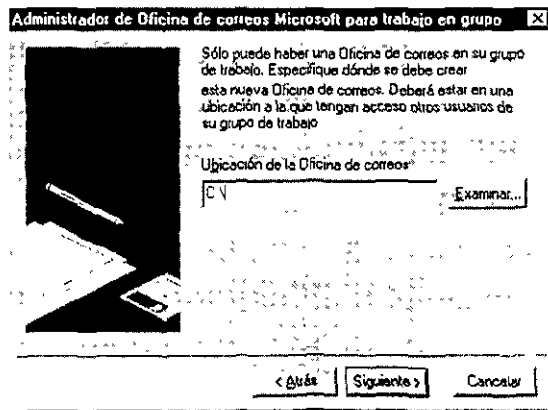 Administrador de Oficina de correos Microsoft para trabajo en grupo
Sólo puede haber una Oficina de correos en su grupo
de trabajo. Especifique dónde se debe crear
esta nueva Oficina de correos. Deberá estar en una
ubicación a la que tengan acceso otros usuarios de
su grupo de trabajo
Ubicación de la Oficina de correos
C \
Examinar...
< Atrás
Siguiente >
Cancelar